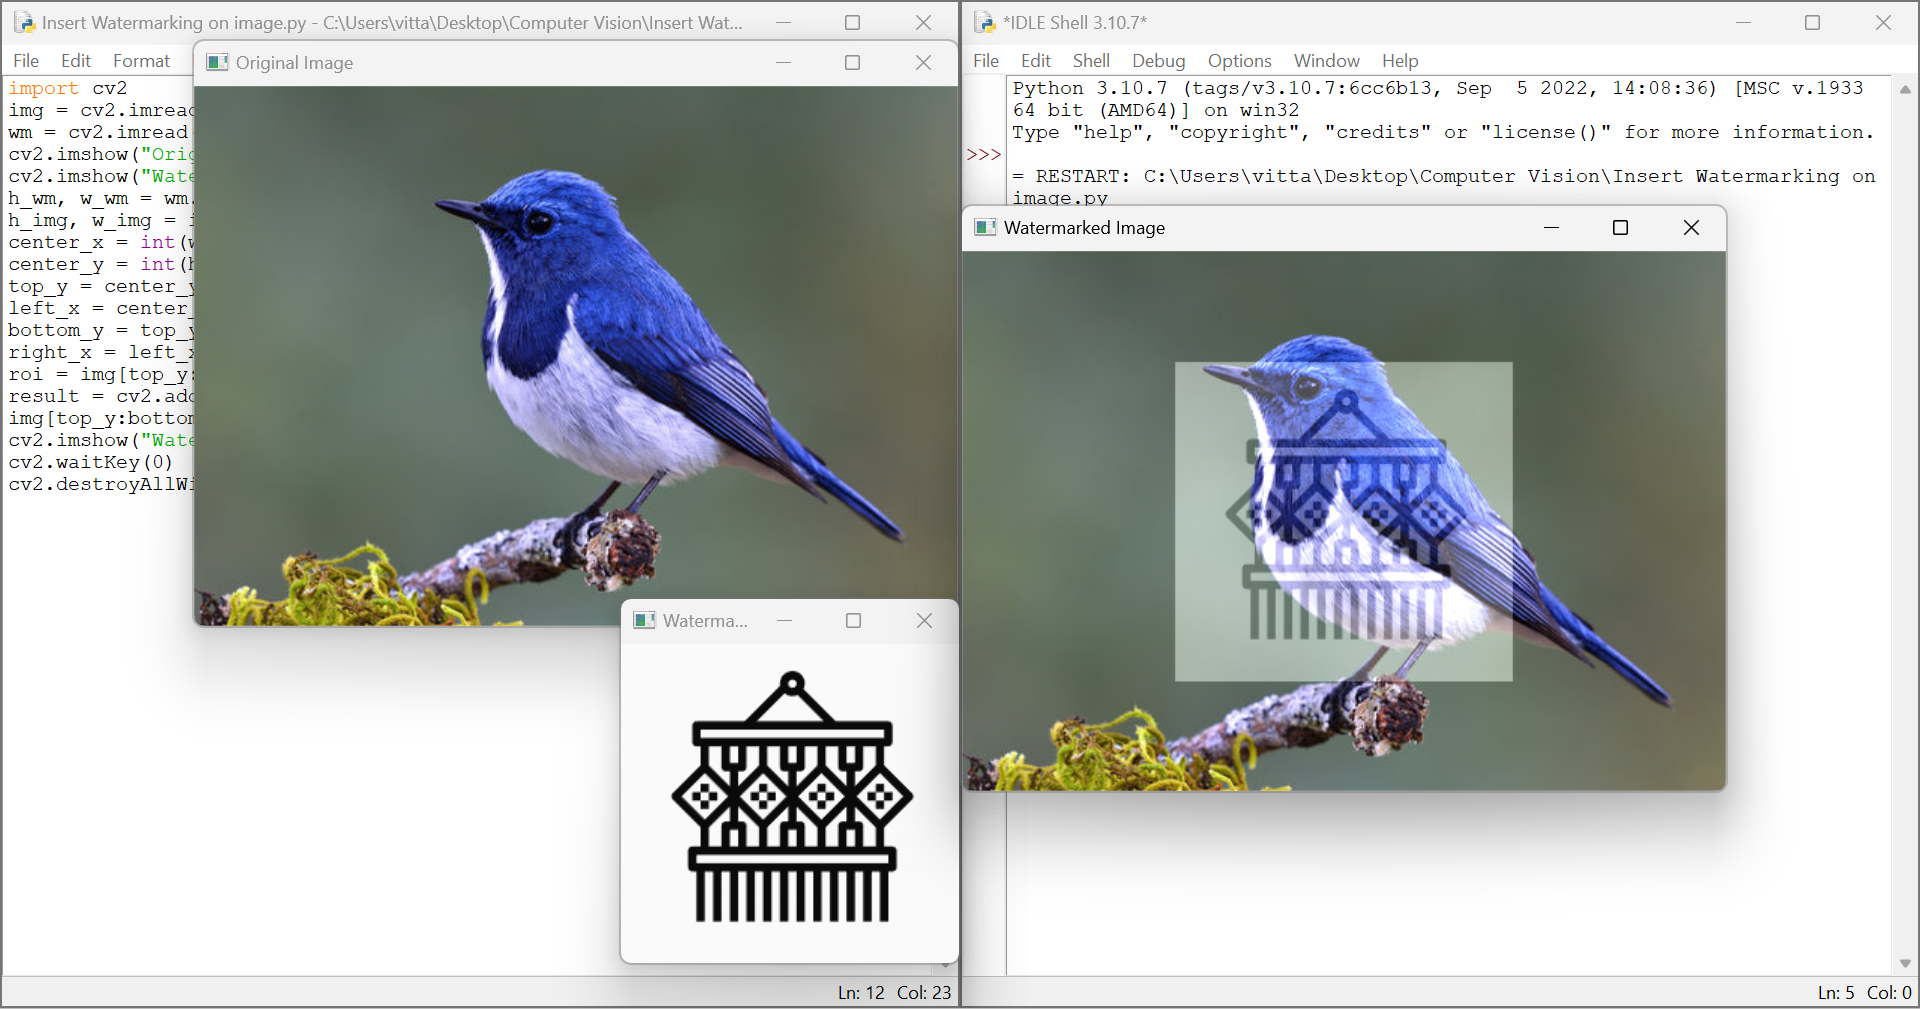 Insert Watermarking on image.py - C:\Users\vitta\Desktop\Computer Vision\Insert Wat...
File Edit Format
import cv2
img = cv2.imread
wm = cv2.imread
cv2.imshow("Orig
cv2.imshow("Wate
h_wm, w_wm = wm.
h_img, w_img = i
center_x = int(w
center_y = int(h
top_y = center_y
left_x = center_
bottom_y = top_y
right_x = left_x
roi = img[top_y:
result = cv2.add
img[top_y:bottom
cv2.imshow("Wate
cv2.waitKey(0)
cv2.destroyAllWi
Ln: 12 Col: 23
Original Image
Waterma...
*IDLE Shell 3.10.7*
File Edit Shell Debug Options Window Help
Python 3.10.7 (tags/v3.10.7:6cc6b13, Sep  5 2022, 14:08:36) [MSC v.1933
64 bit (AMD64)] on win32
Type "help", "copyright", "credits" or "license()" for more information.
>>>
= RESTART: C:\Users\vitta\Desktop\Computer Vision\Insert Watermarking on
image.py
Watermarked Image
Ln: 5 Col: 0